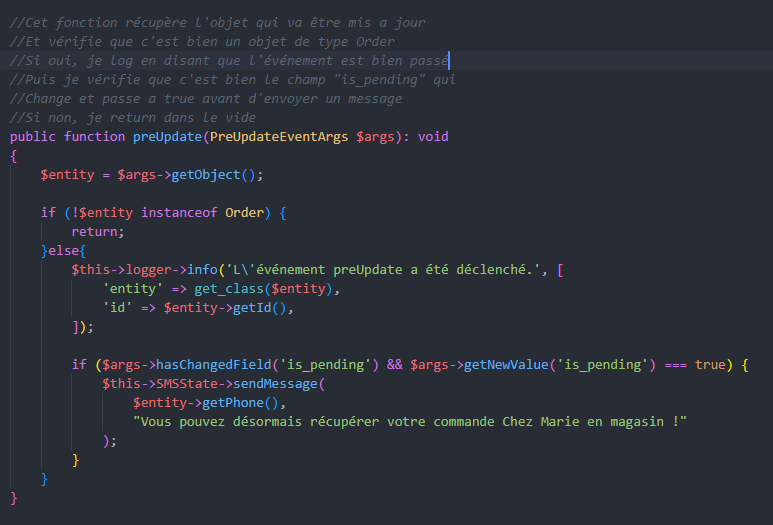 //Cet fonction récupère l'objet qui va être mis a jour
//Et vérifie que c'est bien un objet de type Order
//Si oui, je log en disant que l'événement est bien passé
//Puis je vérifie que c'est bien le champ "is_pending" qui
//Change et passe a true avant d'envoyer un message
//Si non, je return dans le vide
public function preUpdate(PreUpdateEventArgs $args): void
{
    $entity = $args->getObject();

    if (!$entity instanceof Order) {
        return;
    }else{
        $this->logger->info('L\'événement preUpdate a été déclenché.', [
            'entity' => get_class($entity),
            'id' => $entity->getId(),
        ]);

        if ($args->hasChangedField('is_pending') && $args->getNewValue('is_pending') === true) {
            $this->SMSState->sendMessage(
                $entity->getPhone(),
                "Vous pouvez désormais récupérer votre commande Chez Marie en magasin !"
            );
        }
    }
}